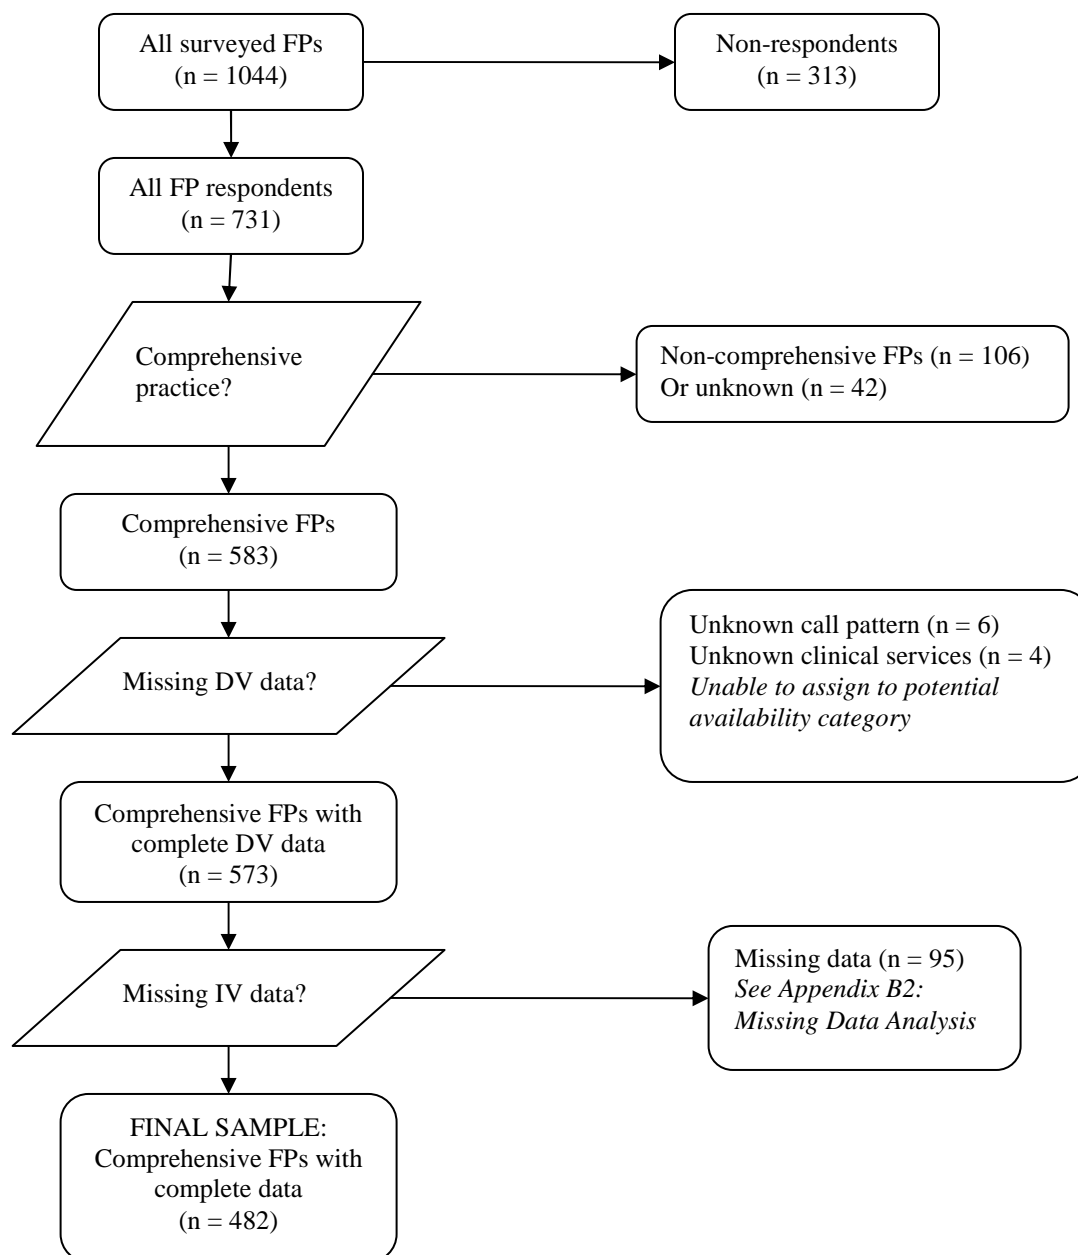 All surveyed FPs
(n = 1044)
Non-respondents
(n = 313)
All FP respondents
(n = 731)
Comprehensive
practice?
Non-comprehensive FPs (n = 106)
Or unknown (n = 42)
Comprehensive FPs
(n = 583)
Missing DV data?
Unknown call pattern (n = 6)
Unknown clinical services (n = 4)
Unable to assign to potential
availability category
Comprehensive FPs with
complete DV data
(n = 573)
Missing IV data?
Missing data (n = 95)
See Appendix B2:
Missing Data Analysis
FINAL SAMPLE:
Comprehensive FPs with
complete data
(n = 482)